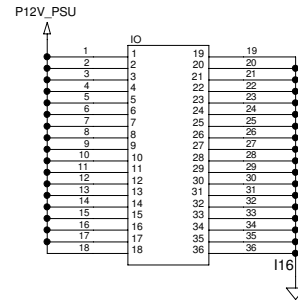 P12V_PSU
IO
1 1 19 19
2 2 20 20
3 3 21 21
4 4 22 22
5 5 23 23
6 6 24 24
7 7 25 25
8 8 26 26
9 9 27 27
10 10 28 28
11 11 29 29
12 12 30 30
13 13 31 31
14 14 32 32
15 15 33 33
16 16 34 34
17 17 35 35
18 18 36 36
I16